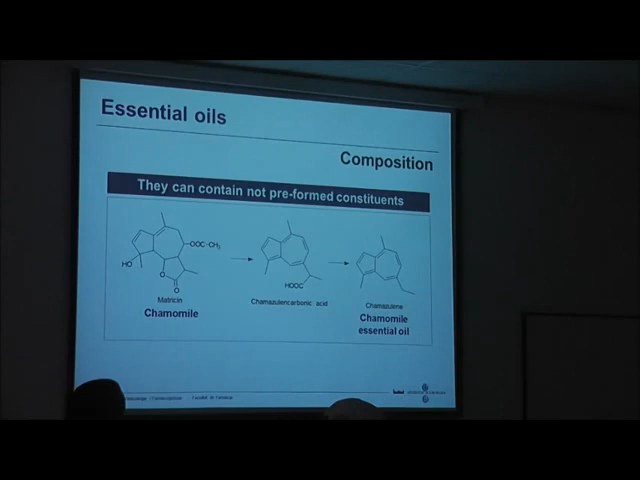 Essential oils
Composition
They can contain not pre-formed constituents
OOC-CH3
HO
O
O
HOOC
Matricin
Chamazulencarbonic acid
Chamazulene
Chamomile
Chamomile
essential oil